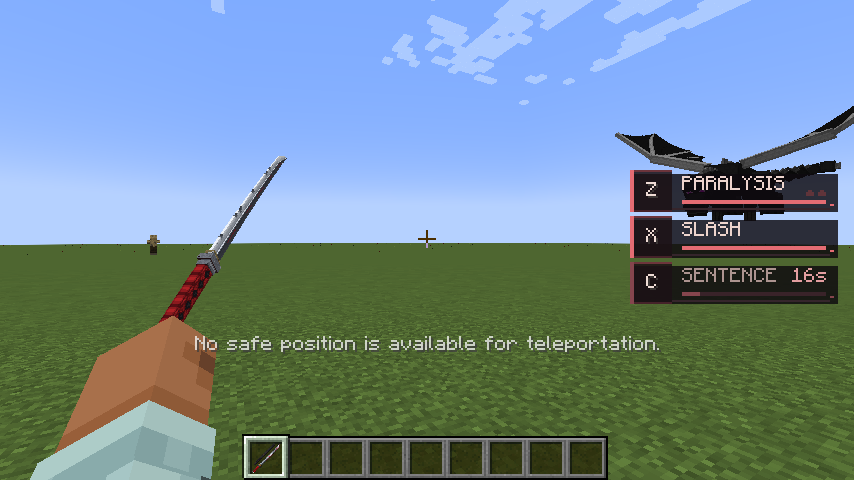 Z PARALYSIS
X SLASH
C SENTENCE 16s
No safe position is available for teleportation.